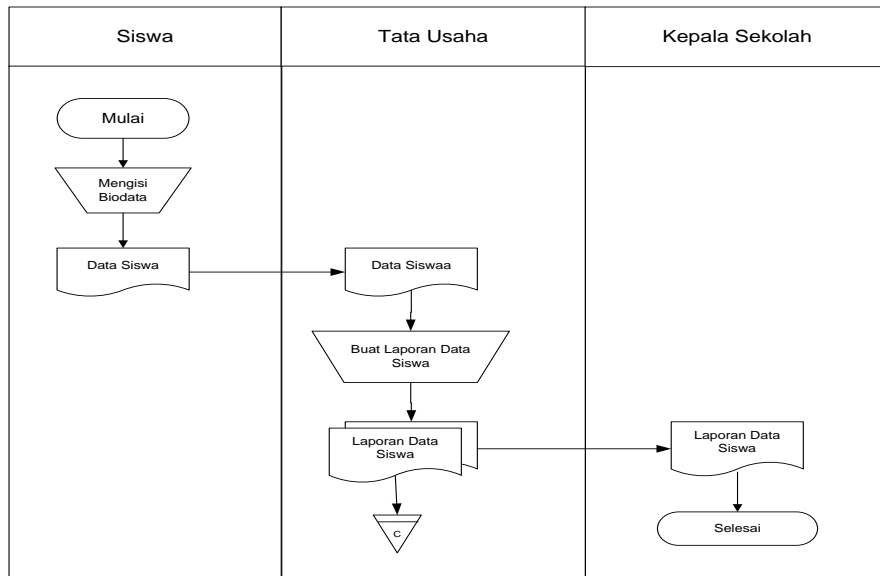 Siswa
Tata Usaha
Kepala Sekolah
Mulai
Mengisi
Biodata
Data Siswa
Data Siswaa
Buat Laporan Data
Siswa
Laporan Data
Siswa
C
Laporan Data
Siswa
Selesai